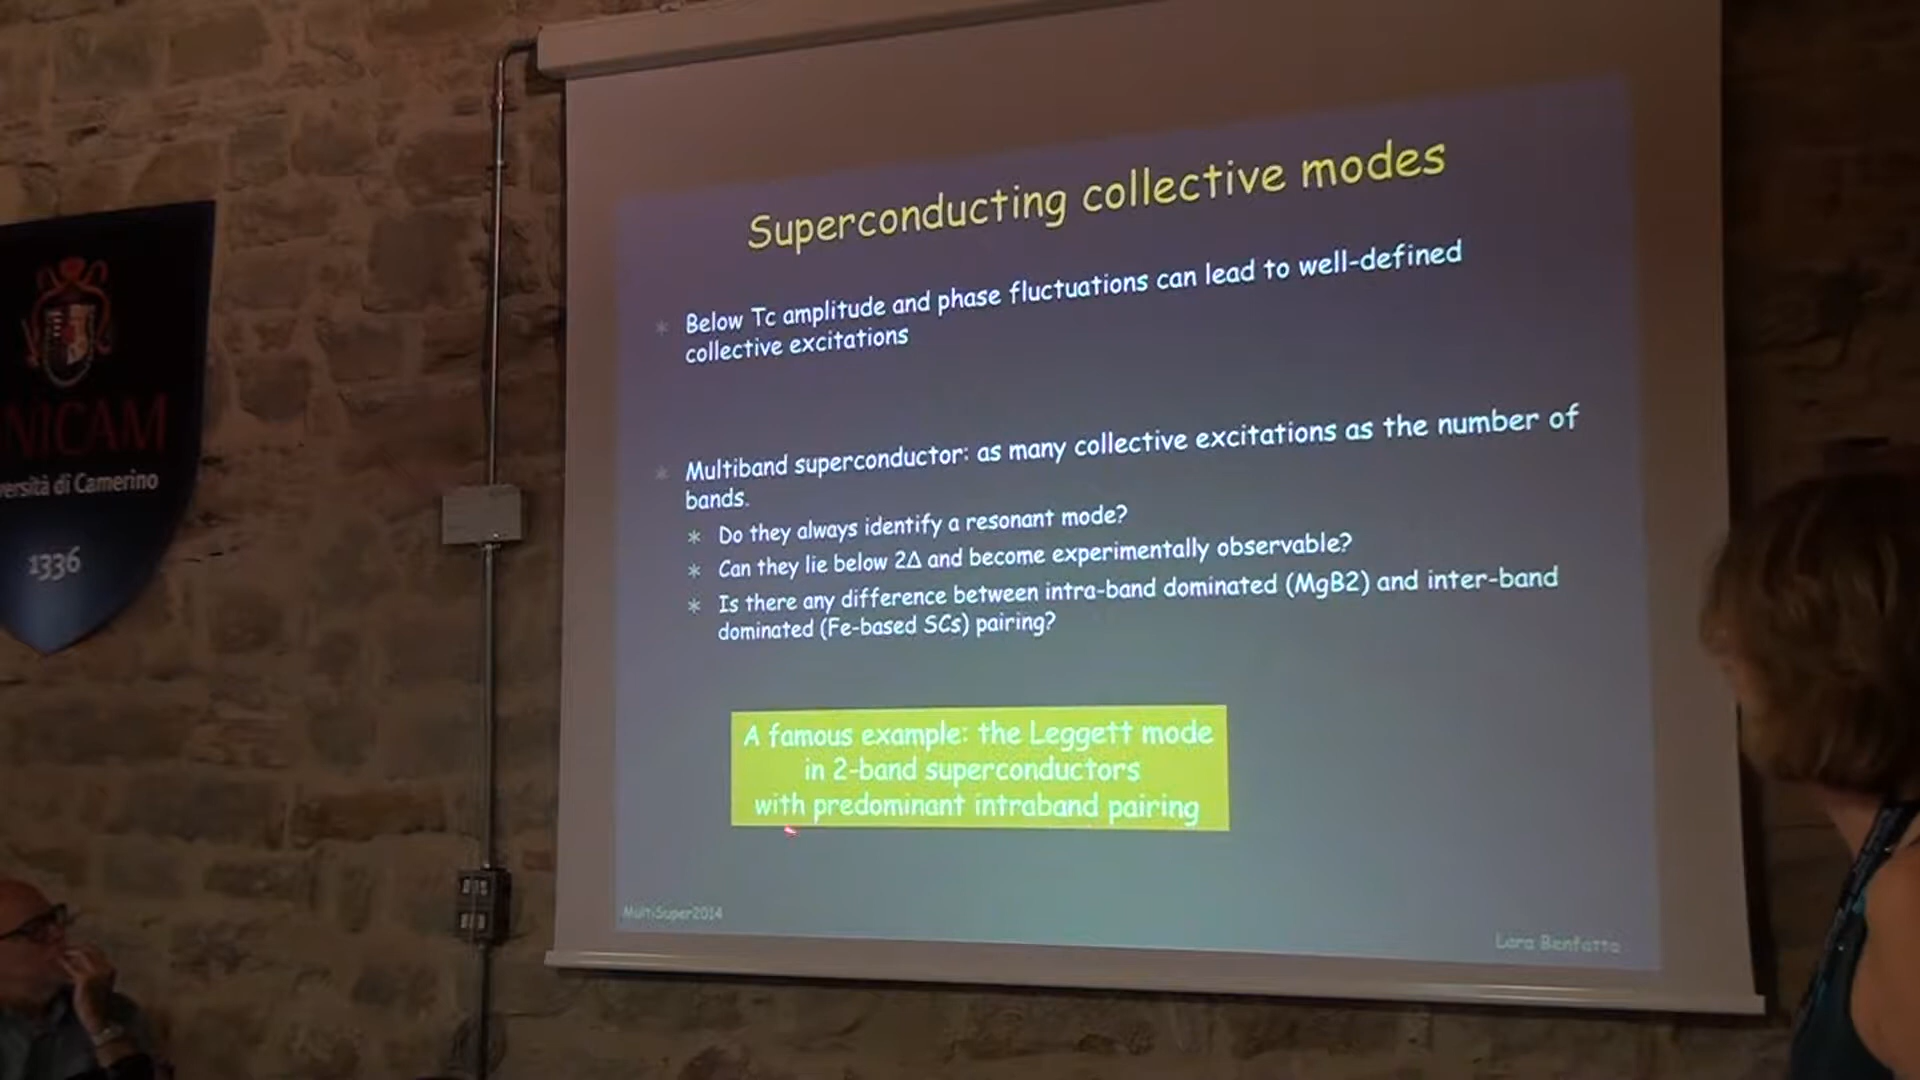 Superconducting collective modes
* Below Tc amplitude and phase fluctuations can lead to well-defined
collective excitations
* Multiband superconductor: as many collective excitations as the number of
bands.
* Do they always identify a resonant mode?
* Can they lie below 2Δ and become experimentally observable?
* Is there any difference between intra-band dominated (MgB2) and inter-band
dominated (Fe-based SCs) pairing?
A famous example: the Leggett mode
in 2-band superconductors
with predominant intraband pairing
MultiSuper2014
Lara Benfatto
NICAM
versità di Camerino
1336